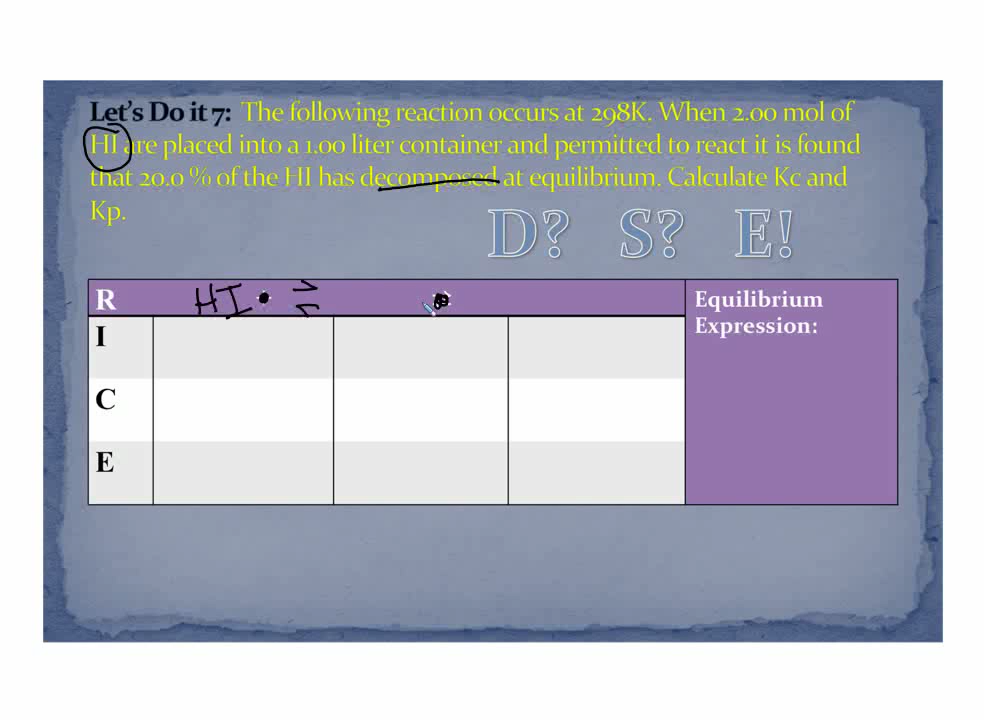 Let's Do it 7: The following reaction occurs at 298K. When 2.00 mol of
HI are placed into a 1.00 liter container and permitted to react it is found
that 20.0 % of the HI has decomposed at equilibrium. Calculate Kc and
Kp.
D? S? E!
R HI Equilibrium
Expression:
I
C
E